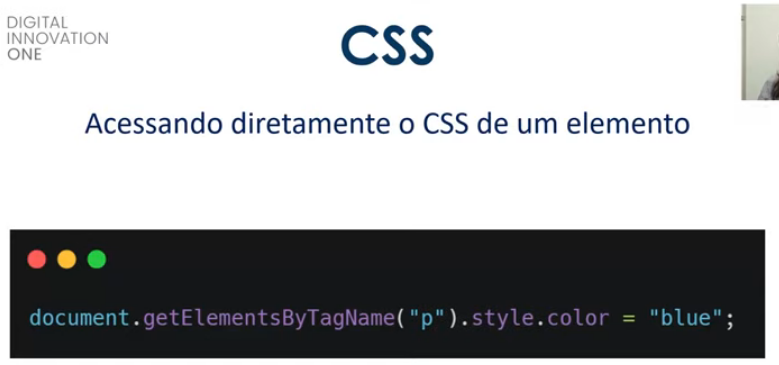 DIGITAL
INNOVATION
ONE
CSS
Acessando diretamente o CSS de um elemento
document.getElementsByTagName("p").style.color = "blue";